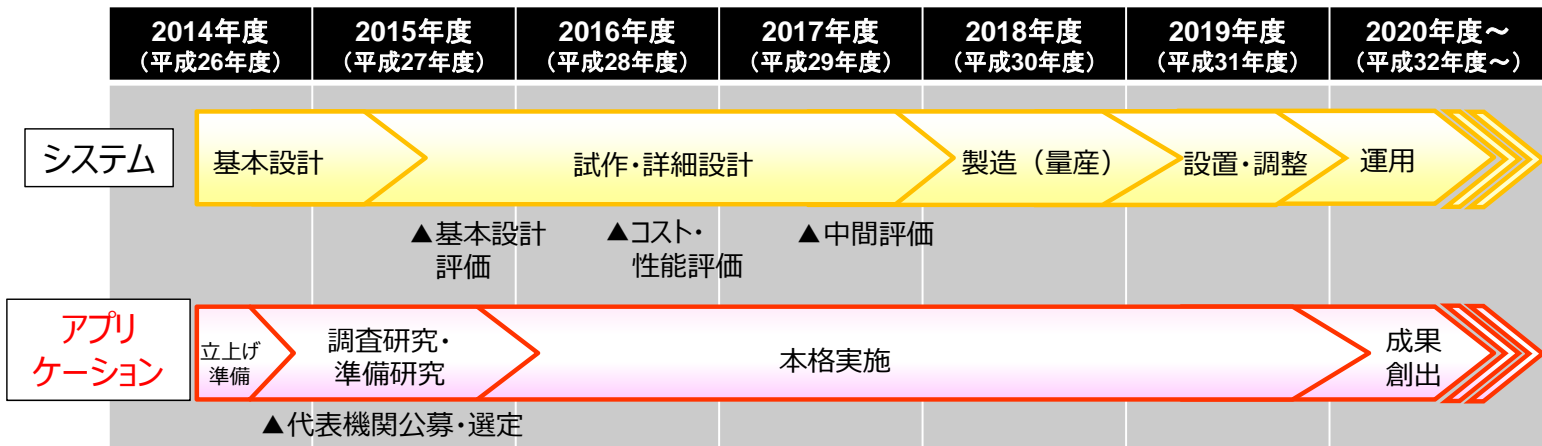 2014年度
(平成26年度)
2015年度
(平成27年度)
2016年度
(平成28年度)
2017年度
(平成29年度)
2018年度
(平成30年度)
2019年度
(平成31年度)
2020年度～
(平成32年度～)
システム
基本設計
試作・詳細設計
製造（量産）
設置・調整
運用
▲基本設計
評価
▲コスト・
性能評価
▲中間評価
アプリ
ケーション
立上げ
準備
調査研究・
準備研究
本格実施
成果
創出
▲代表機関公募・選定